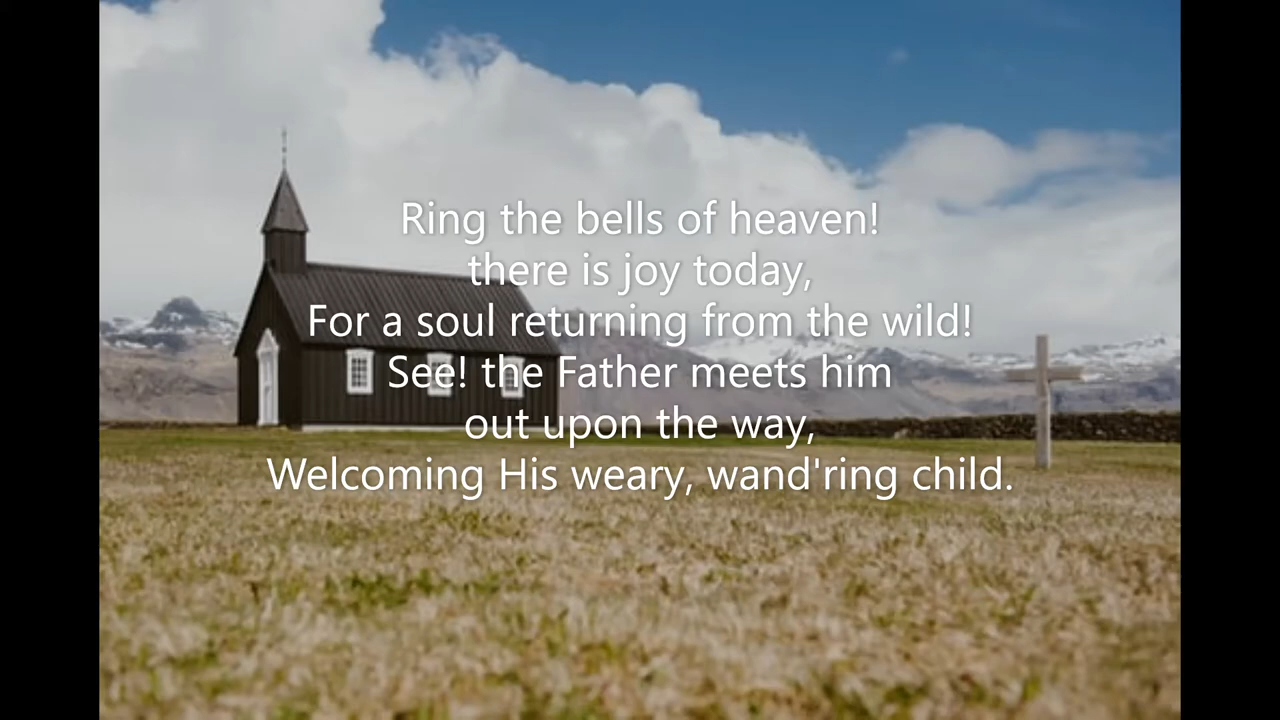 Ring the bells of heaven!
there is joy today,
For a soul returning from the wild!
See! the Father meets him
out upon the way,
Welcoming His weary, wand'ring child.